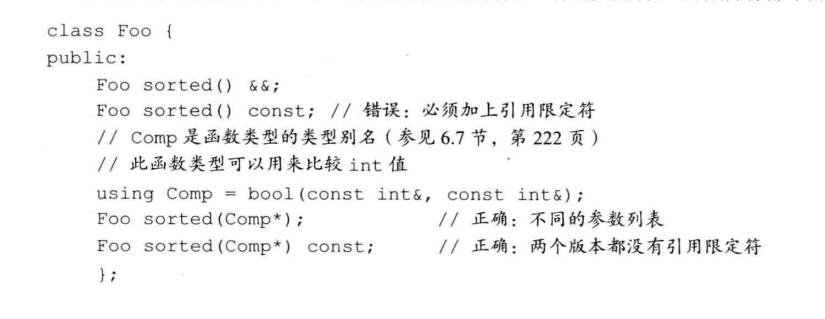 class Foo {
public:
Foo sorted() &&;
Foo sorted() const; // 错误：必须加上引用限定符
// Comp 是函数类型的类型别名（参见 6.7 节，第 222 页）
// 此函数类型可以用来比较 int 值
using Comp = bool(const int&, const int&);
Foo sorted(Comp*); // 正确：不同的参数列表
Foo sorted(Comp*) const; // 正确：两个版本都没有引用限定符
};